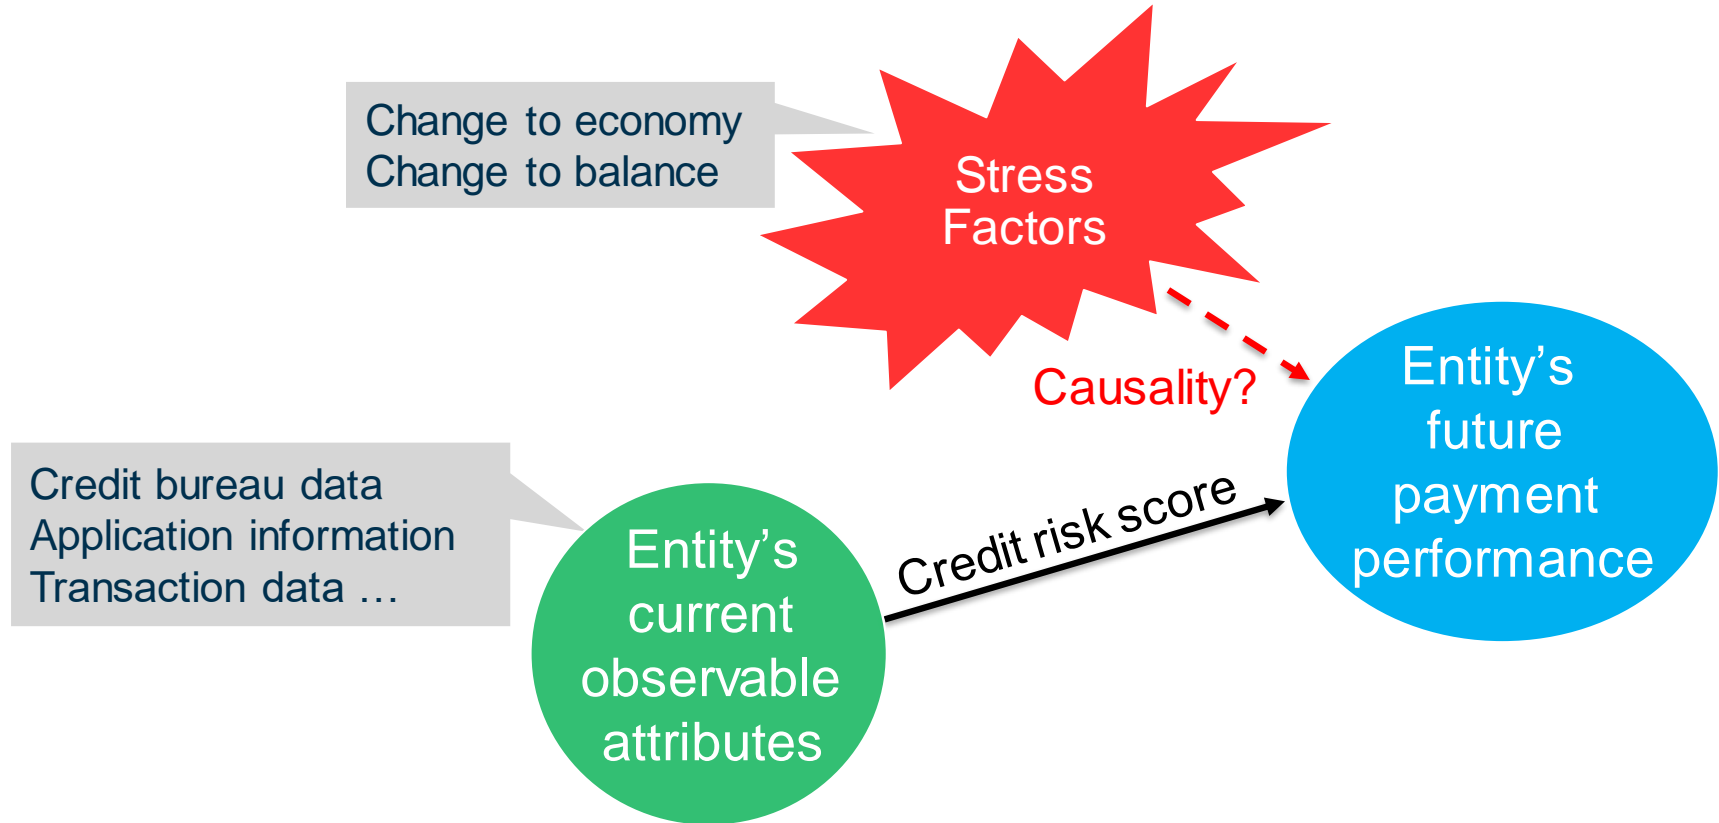 Change to economy
Change to balance
Stress
Factors
Causality?
Entity’s
future
payment
performance
Credit risk score
Credit bureau data
Application information
Transaction data …
Entity’s
current
observable
attributes